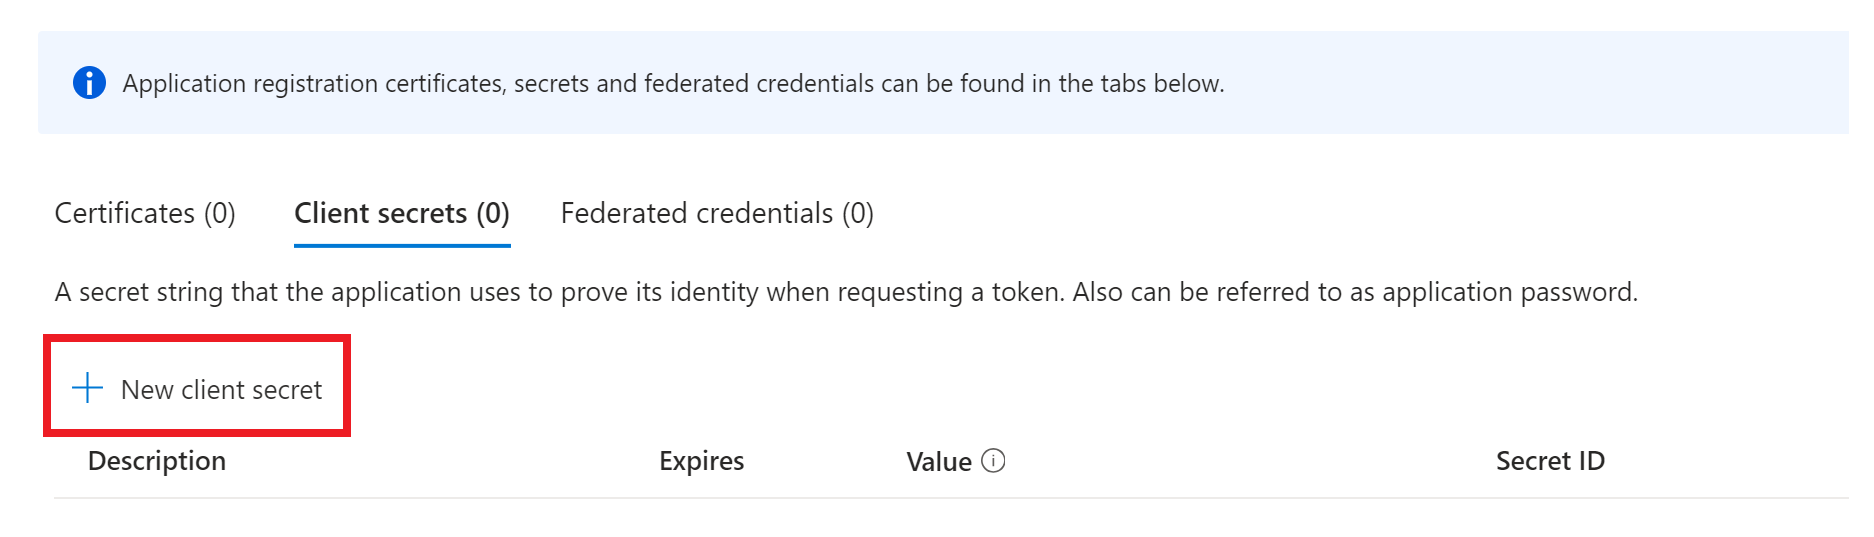 Application registration certificates, secrets and federated credentials can be found in the tabs below.
Certificates (0) Client secrets (0) Federated credentials (0)
A secret string that the application uses to prove its identity when requesting a token. Also can be referred to as application password.
New client secret
Description Expires Value Secret ID